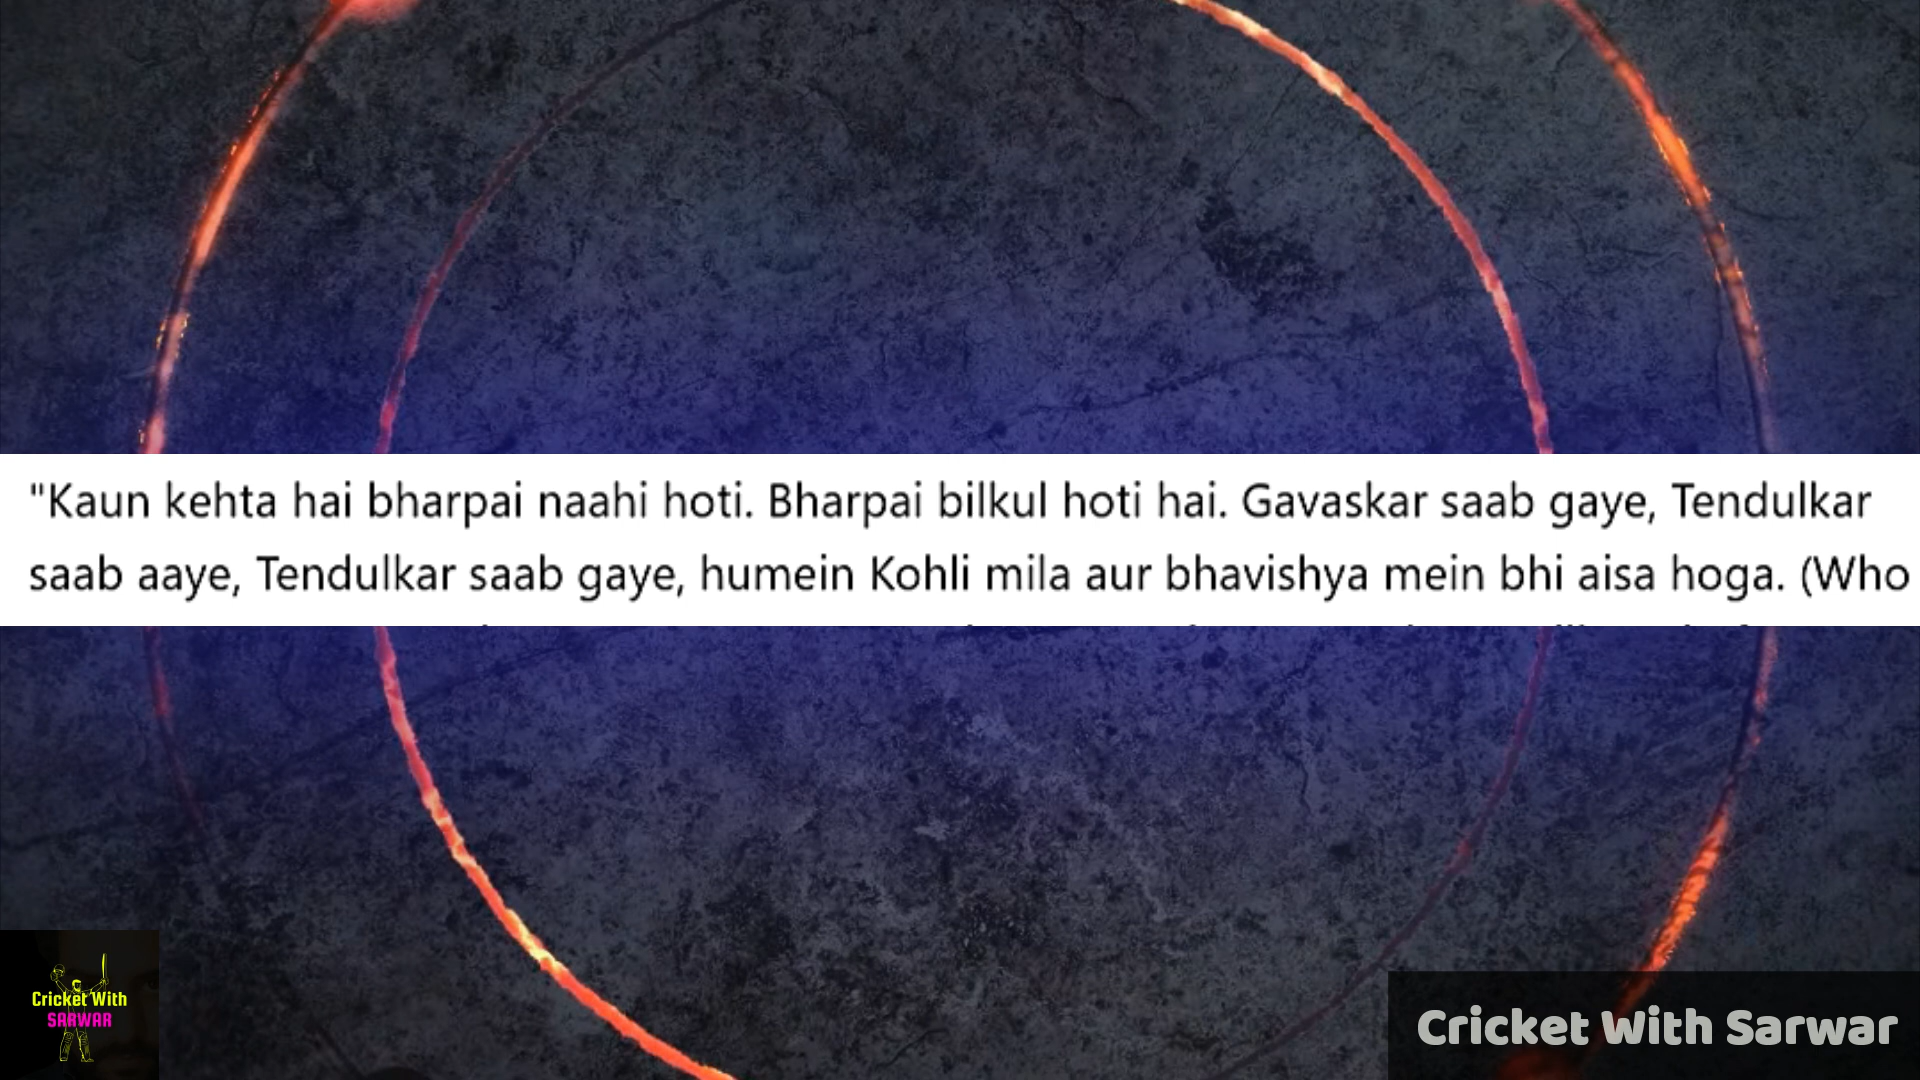 "Kaun kehta hai bharpai naahi hoti. Bharpai bilkul hoti hai. Gavaskar saab gaye, Tendulkar
saab aaye, Tendulkar saab gaye, humein Kohli mila aur bhavishya mein bhi aisa hoga. (Who
Cricket With
SARWAR
Cricket With Sarwar